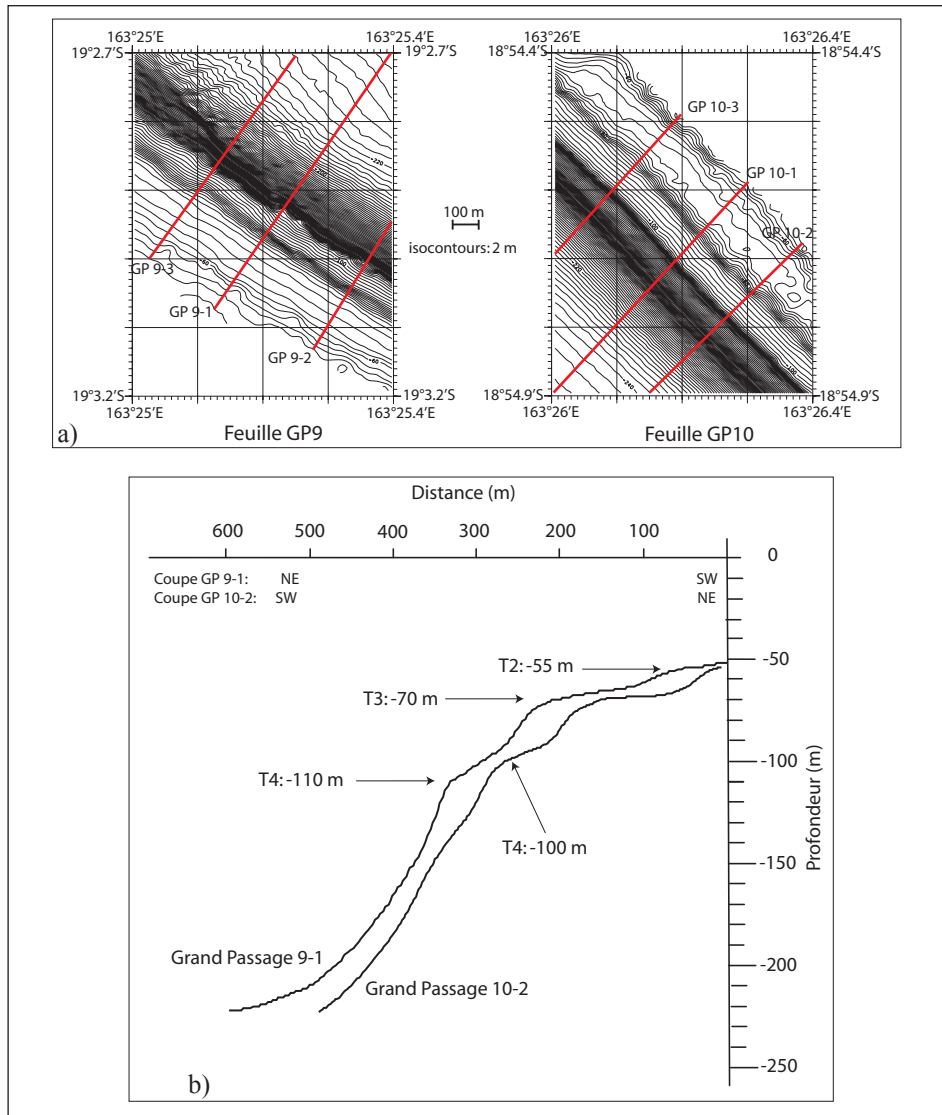 163°25'E 163°25.4'E
19°2.7'S 19°2.7'S
163°26'E 163°26.4'E
18°54.4'S 18°54.4'S
GP 9-3
GP 9-1
GP 9-2
-220
-100
-60
100 m
isocontours: 2 m
GP 10-3
GP 10-1
GP 10-2
-100
-240
19°3.2'S 19°3.2'S
163°25'E 163°25.4'E
18°54.9'S 18°54.9'S
163°26'E 163°26.4'E
a) Feuille GP9
Feuille GP10
Distance (m)
600 500 400 300 200 100
0
Coupe GP 9-1: NE SW
Coupe GP 10-2: SW NE
T2: -55 m
-50
T3: -70 m
-100
T4: -110 m
T4: -100 m
Profondeur (m)
-150
Grand Passage 9-1
-200
Grand Passage 10-2
-250
b)